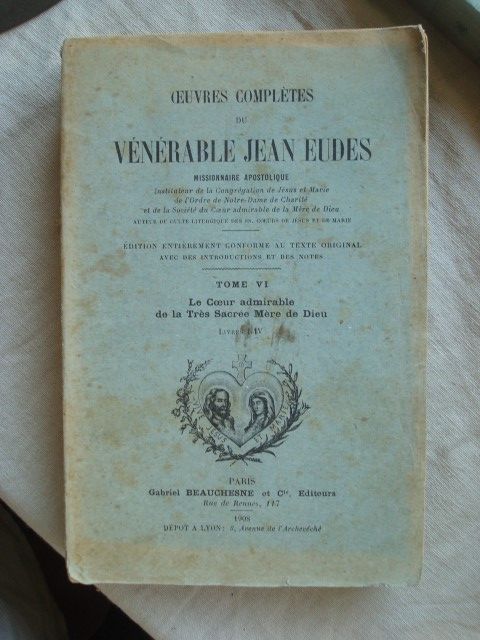 ŒUVRES COMPLÈTES
DU
VÉNÉRABLE JEAN EUDES
MISSIONNAIRE APOSTOLIQUE
Instituteur de la Congrégation de Jésus et Marie
de l'Ordre de Notre-Dame de Charité
et de la Société du Cœur admirable de la Mère de Dieu
AUTEUR DU CULTE LITURGIQUE DES SS. CŒURS DE JÉSUS ET DE MARIE
ÉDITION ENTIÈREMENT CONFORME AU TEXTE ORIGINAL
AVEC DES INTRODUCTIONS ET DES NOTES
TOME VI
Le Cœur admirable
de la Très Sacrée Mère de Dieu
Livres I-IV
PARIS
Gabriel BEAUCHESNE et Cie, Editeurs
Rue de Rennes, 117
1908
DÉPOT A LYON: 3, Avenue de l'Archevêché